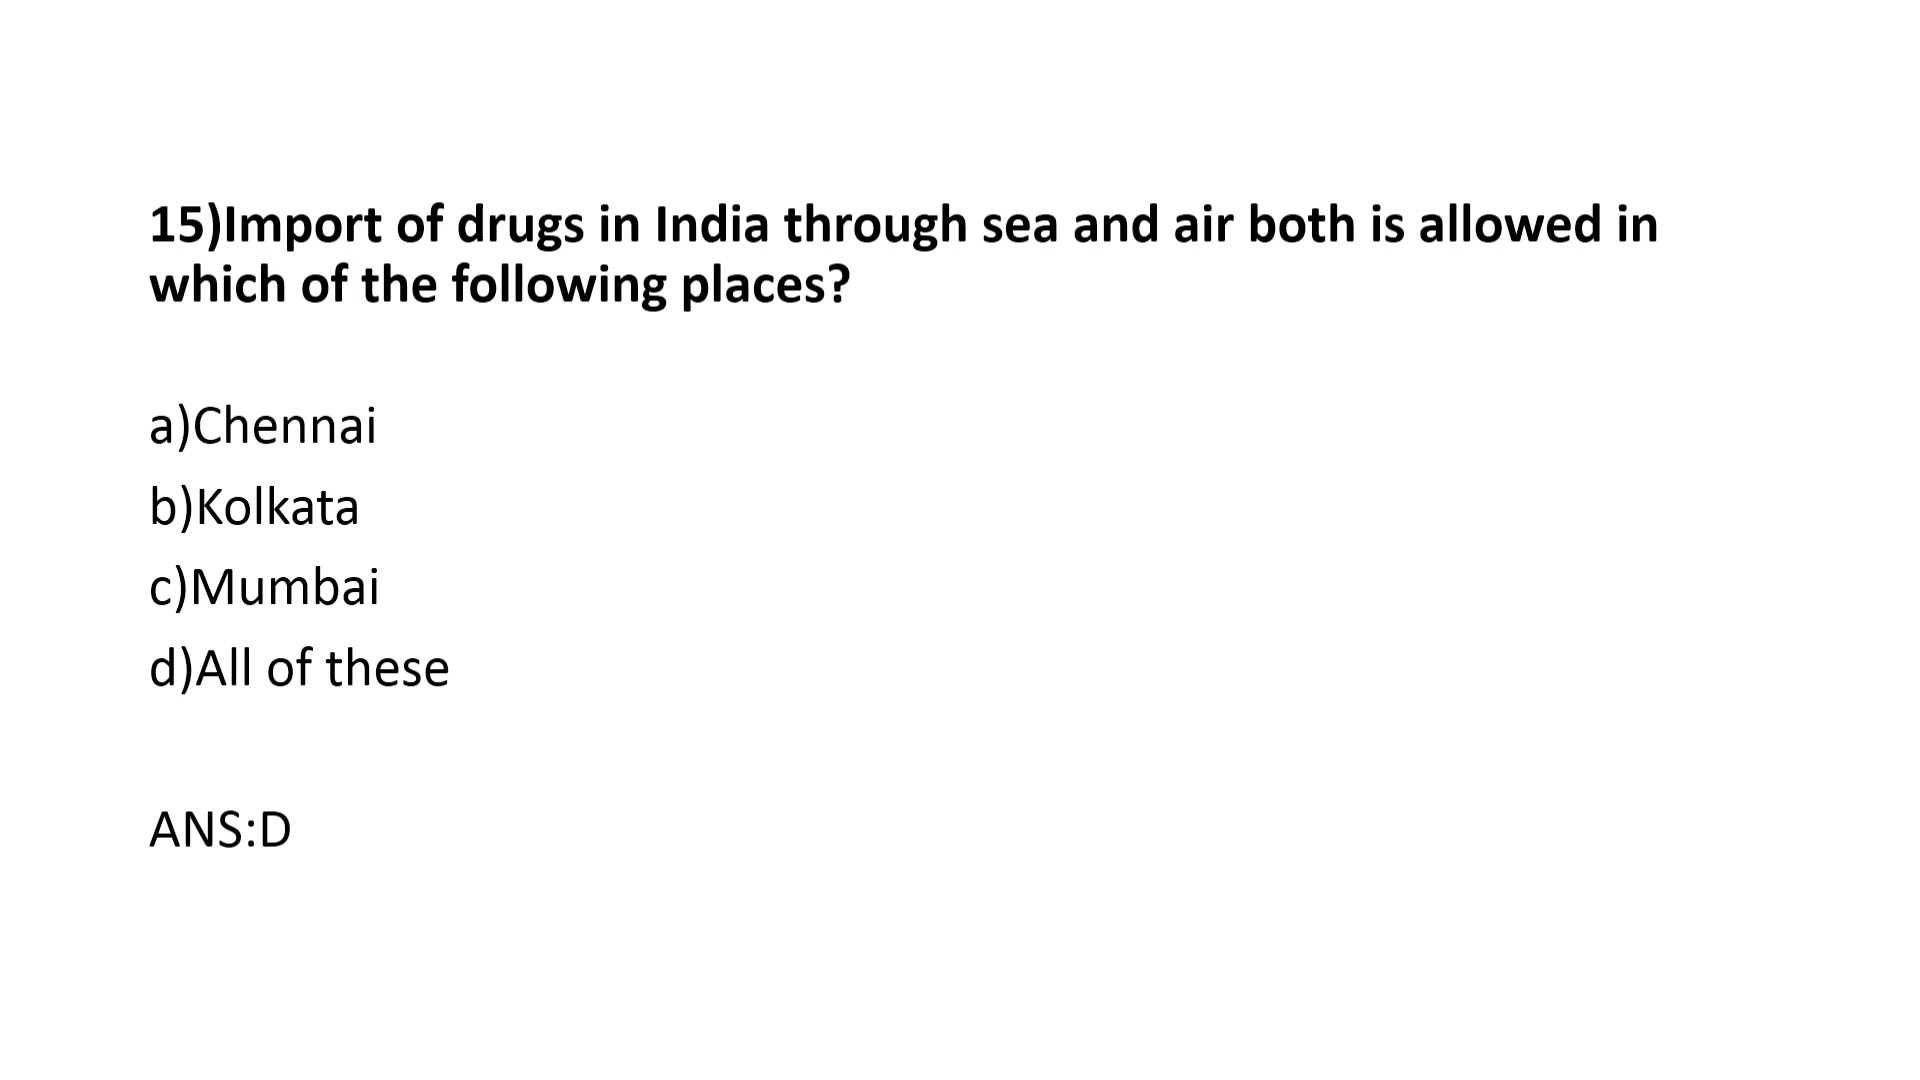 15)Import of drugs in India through sea and air both is allowed in
which of the following places?
a)Chennai
b)Kolkata
c)Mumbai
d)All of these
ANS:D